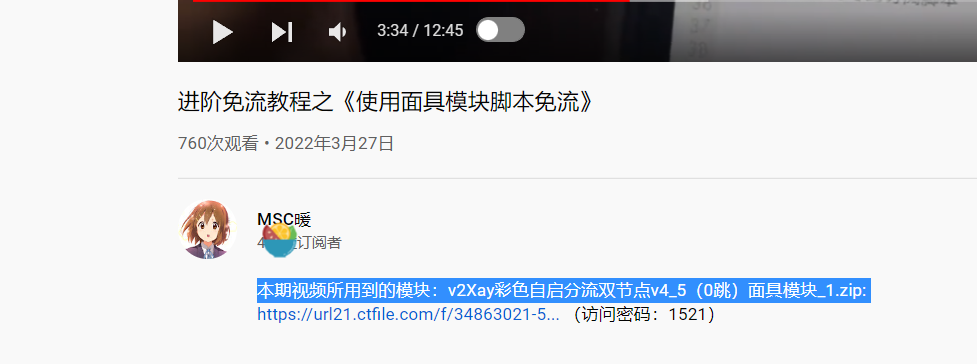 3:34 / 12:45
进阶免流教程之《使用面具模块脚本免流》
760次观看 • 2022年3月27日
MSC暖
订阅者
本期视频所用到的模块：v2Xay彩色自启分流双节点v4_5（0跳）面具模块_1.zip:
https://url21.ctfile.com/f/34863021-5... （访问密码：1521）